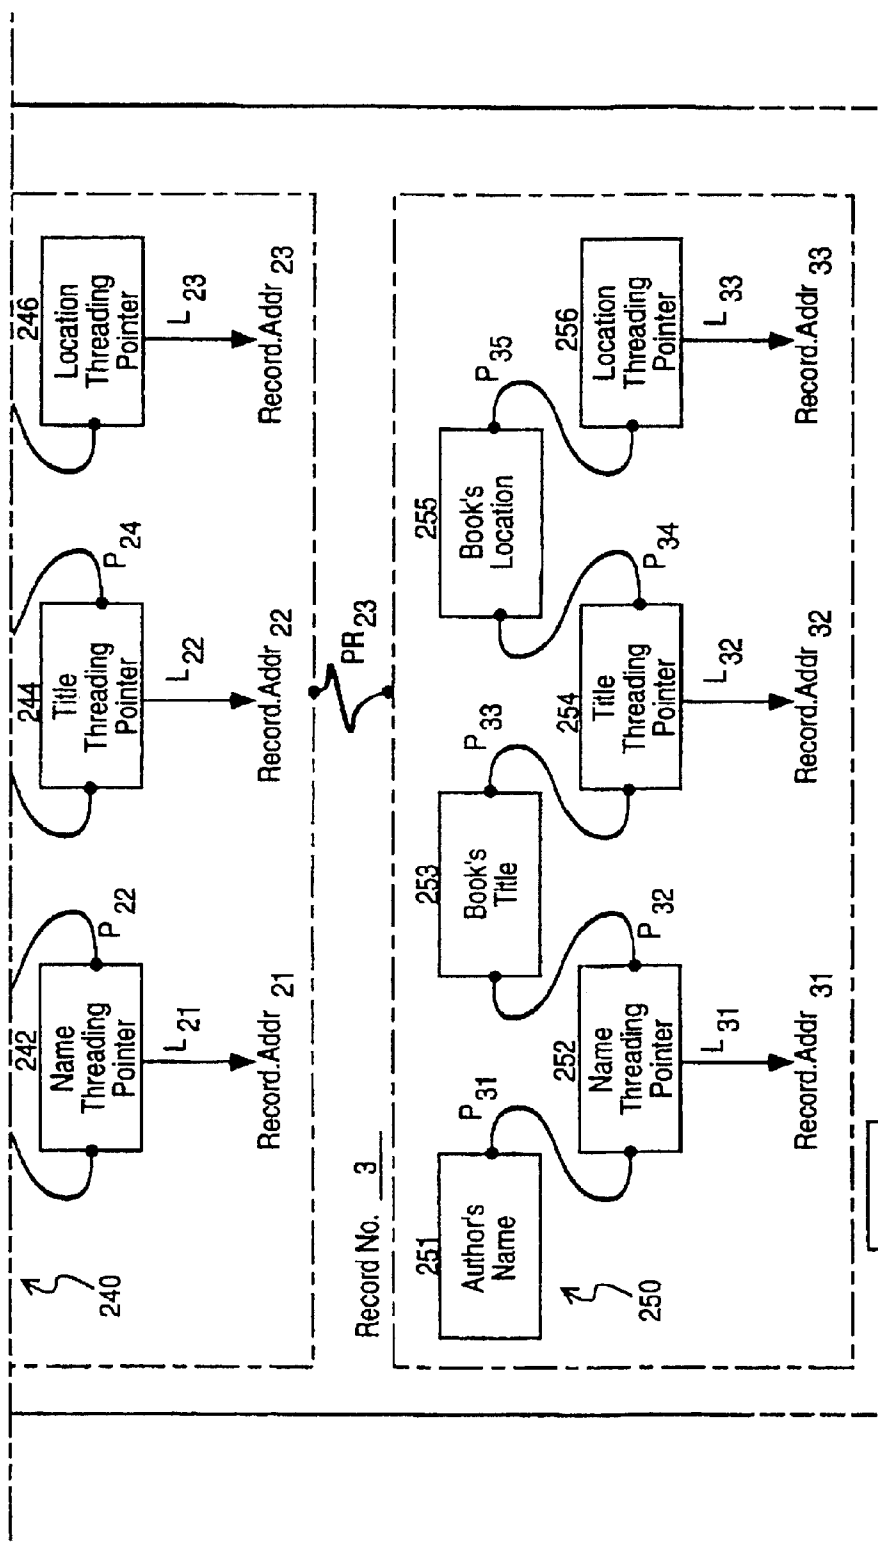 242
Name
Threading
Pointer
P 22
244
Title
Threading
Pointer
P 24
246
Location
Threading
Pointer
L 21
L 22
L 23
Record.Addr 21
Record.Addr 22
Record.Addr 23
240
PR 23
Record No. 3
251
Author's
Name
P 31
253
Book's
Title
P 33
255
Book's
Location
P 35
252
Name
Threading
Pointer
P 32
254
Title
Threading
Pointer
P 34
256
Location
Threading
Pointer
L 31
L 32
L 33
Record.Addr 31
Record.Addr 32
Record.Addr 33
250